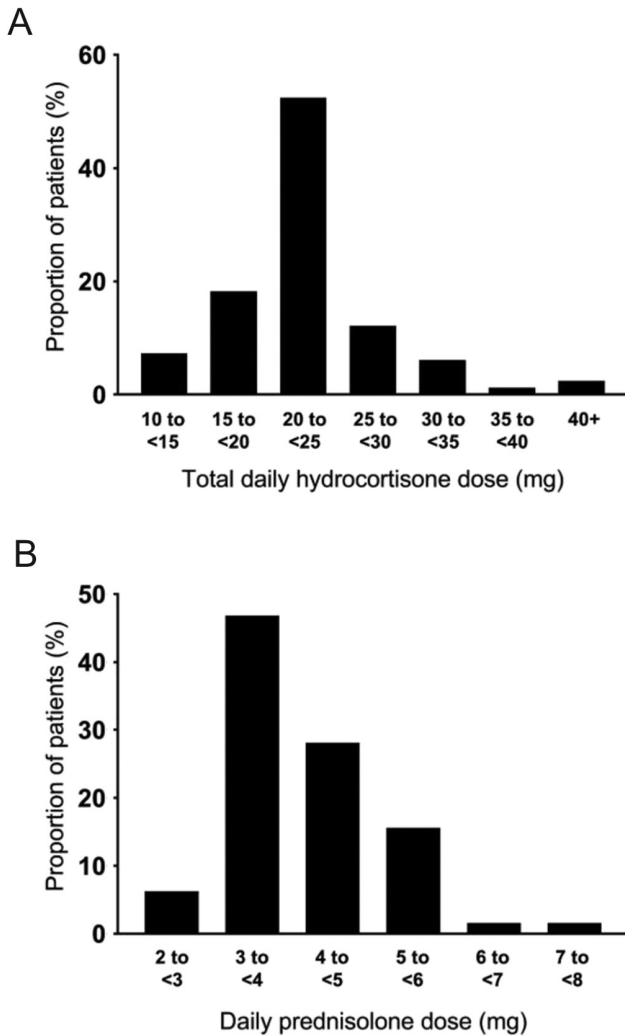 A
Proportion of patients (%)
60
40
20
0
10 to 15 to 20 to 25 to 30 to 35 to 40+
<15 <20 <25 <30 <35 <40
Total daily hydrocortisone dose (mg)
B
Proportion of patients (%)
50
40
30
20
10
0
2 to 3 to 4 to 5 to 6 to 7 to
<3 <4 <5 <6 <7 <8
Daily prednisolone dose (mg)